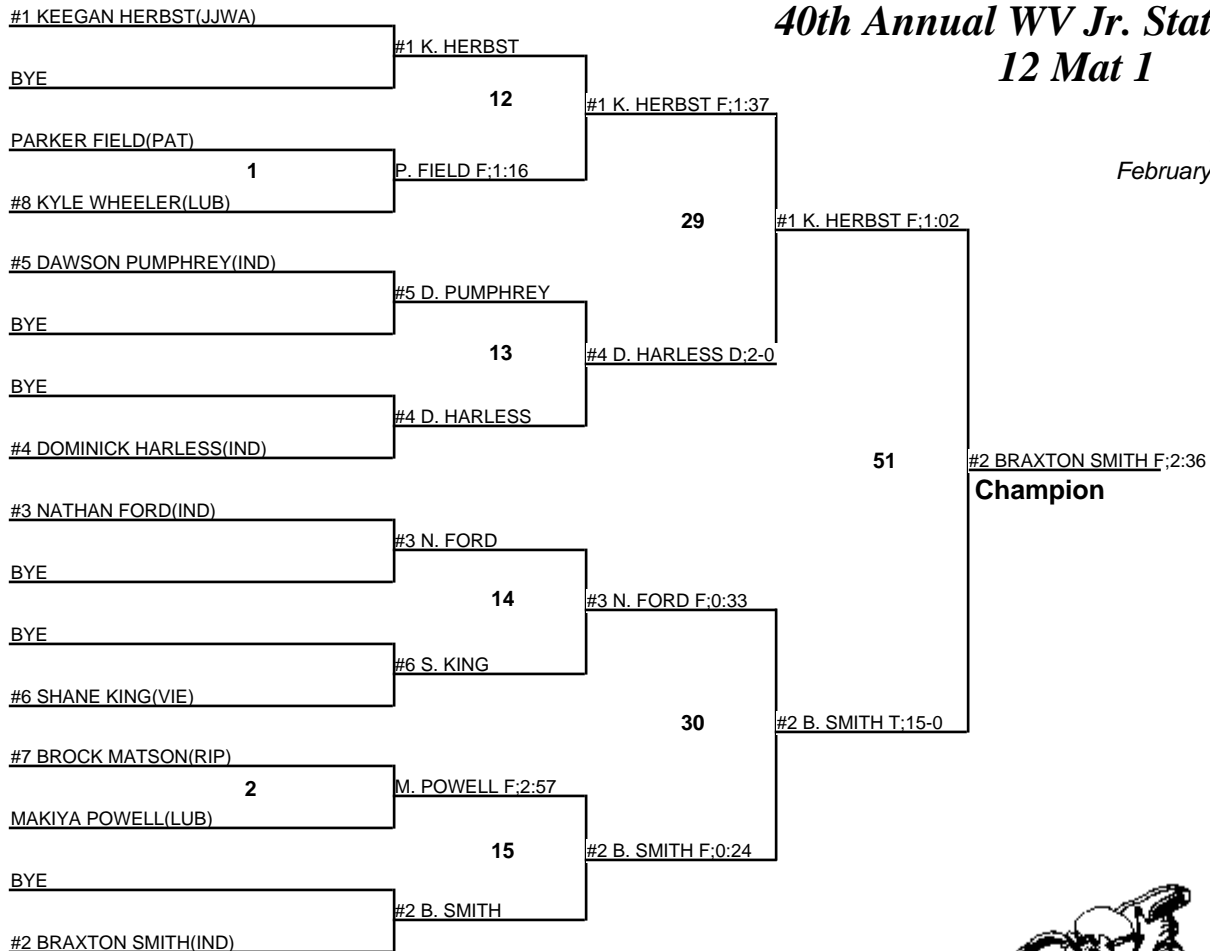 40th Annual WV Jr. Stat
12 Mat 1
February
#1 KEEGAN HERBST(JJWA)
#1 K. HERBST
BYE
12
#1 K. HERBST F;1:37
PARKER FIELD(PAT)
1
P. FIELD F;1:16
#8 KYLE WHEELER(LUB)
29
#1 K. HERBST F;1:02
#5 DAWSON PUMPHREY(IND)
#5 D. PUMPHREY
BYE
13
#4 D. HARLESS D;2-0
BYE
#4 D. HARLESS
#4 DOMINICK HARLESS(IND)
51
#2 BRAXTON SMITH F;2:36
Champion
#3 NATHAN FORD(IND)
#3 N. FORD
BYE
14
#3 N. FORD F;0:33
BYE
#6 S. KING
#6 SHANE KING(VIE)
30
#2 B. SMITH T;15-0
#7 BROCK MATSON(RIP)
2
M. POWELL F;2:57
MAKIYA POWELL(LUB)
15
#2 B. SMITH F;0:24
BYE
#2 B. SMITH
#2 BRAXTON SMITH(IND)